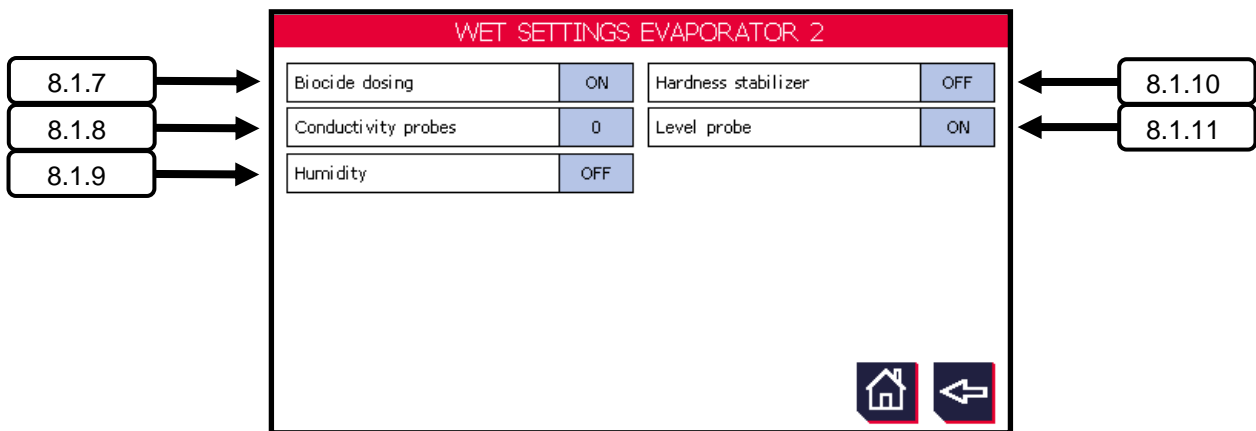 WET SETTINGS EVAPORATOR 2
8.1.7 Biocide dosing ON Hardness stabilizer OFF 8.1.10
8.1.8 Conductivity probes 0 Level probe ON 8.1.11
8.1.9 Humidity OFF